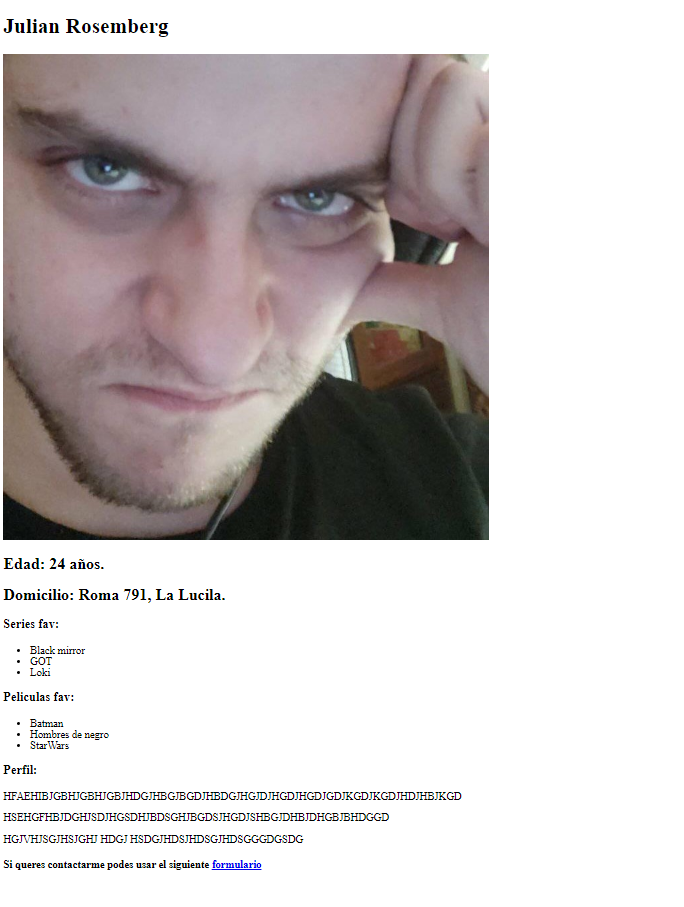 Julian Rosemberg
Edad: 24 años.
Domicilio: Roma 791, La Lucila.
Series fav:
Black mirror
GOT
Loki
Peliculas fav:
Batman
Hombres de negro
StarWars
Perfil:
HFAEHIBJGBHJGBHJGBJHDGJHBGJBGDJHBDGJHGJDJHGDJHGDJGDJKGDJKGDJHDJHBJKGD
HSEHGFHBJDGHJSDJHGSDHJBDSGHJBGDSJHGDJSHBGJDHBJDHGBJBHDGGD
HGJVHJSGJHSJGHJ HDGJ HSDGJHDSJHDSGJHDSGGGDGSDG
Si queres contactarme podes usar el siguiente formulario